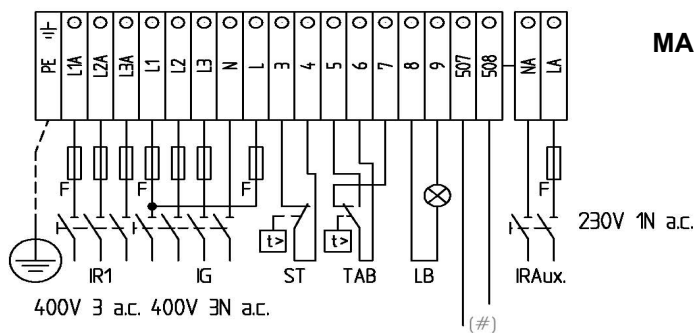 MA
PE L1A L2A L3A L1 L2 L3 N L 3 4 5 6 7 8 9 507 508 NA LA
F F F F
t> t>
230V 1N a.c.
IR1 IG ST TAB LB IRAux.
400V 3 a.c. 400V 3N a.c.
(#)